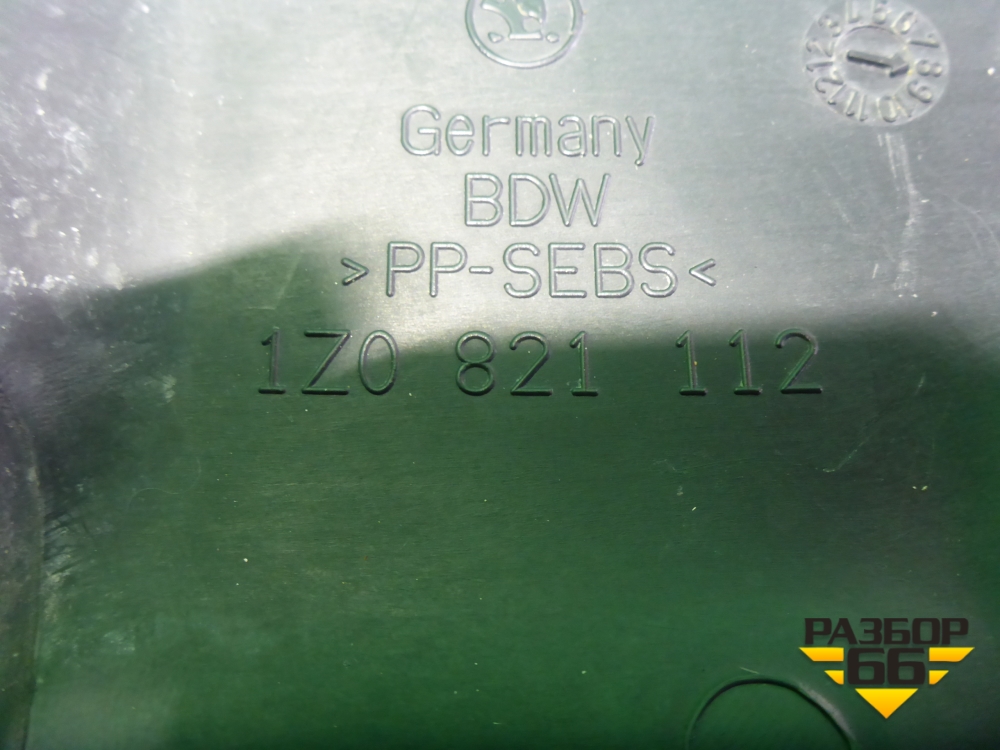 Germany
BDW
>PP-SEBS<
1Z0 821 112
РАЗБОР
66